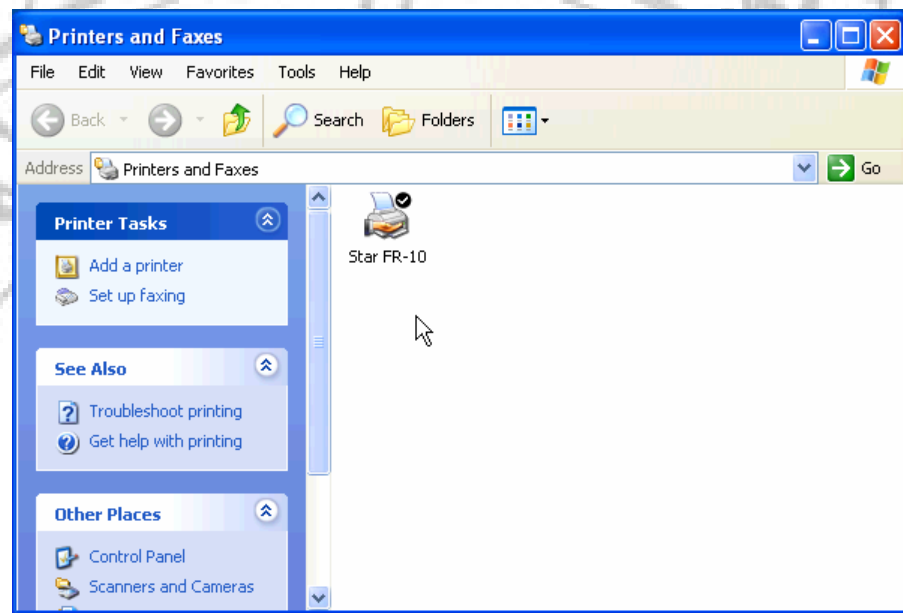 Printers and Faxes
File Edit View Favorites Tools Help
Back Search Folders
Address Printers and Faxes Go
Printer Tasks
Add a printer
Set up faxing
See Also
Troubleshoot printing
Get help with printing
Other Places
Control Panel
Scanners and Cameras
Star FR-10